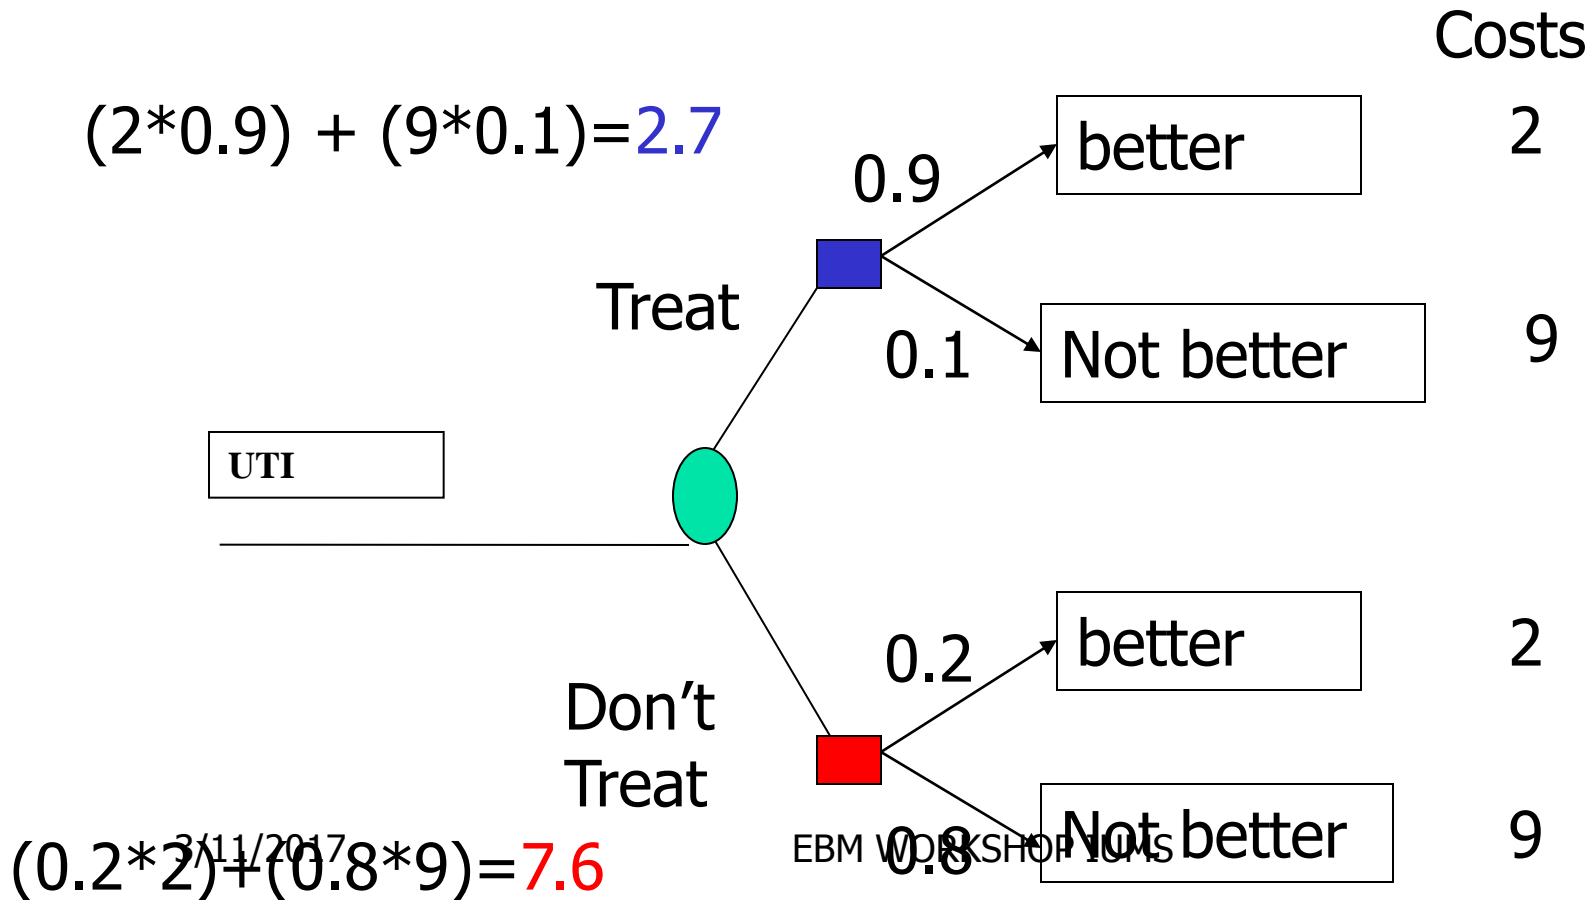 Costs
(2*0.9) + (9*0.1)=2.7
0.9
better
2
Treat
0.1
Not better
9
UTI
0.2
better
2
Don’t
Treat
0.8
Not better
9
(0.2*2)+(0.8*9)=7.6
3/11/2017
EBM WORKSHOP IUMS